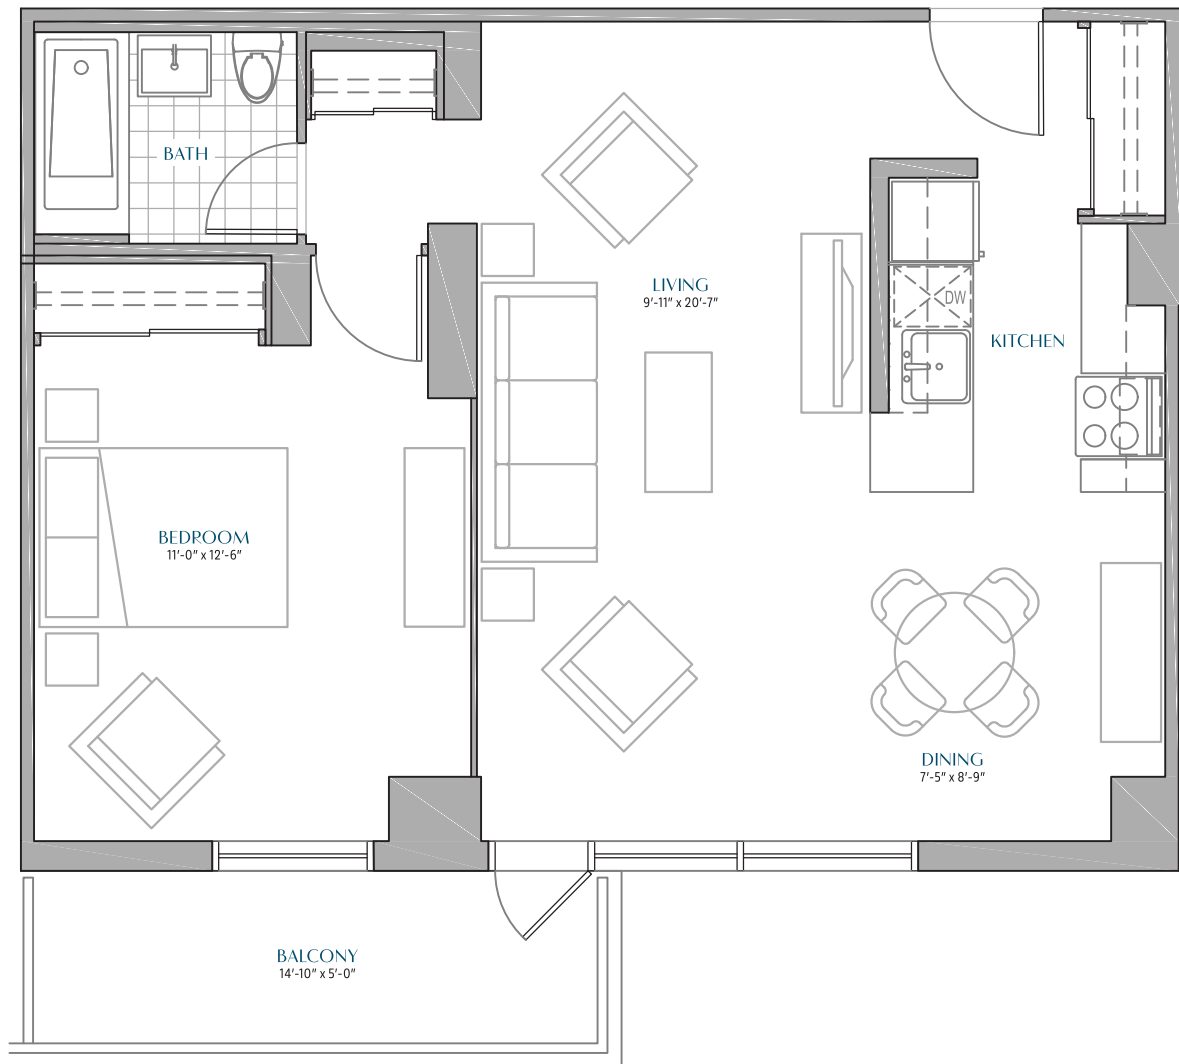 BATH
LIVING
9'-11" x 20'-7"
DW
KITCHEN
BEDROOM
11'-0" x 12'-6"
DINING
7'-5" x 8'-9"
BALCONY
14'-10" x 5'-0"